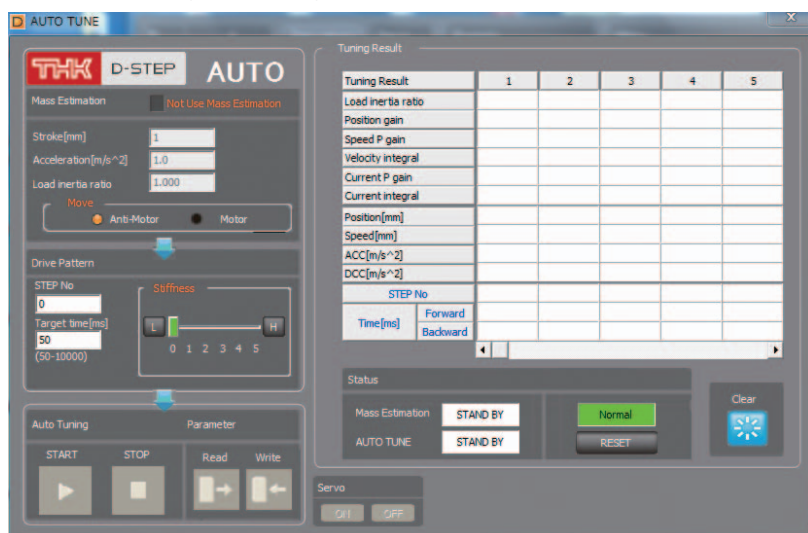 D AUTO TUNE X
THK D-STEP AUTO
Mass Estimation Not Use Mass Estimation
Stroke[mm] 1
Acceleration[m/s^2] 1.0
Load inertia ratio 1.000
Move
Anti-Motor Motor
Drive Pattern
STEP No
0
Target time[ms]
50
(50-10000)
Stiffness
L H
0 1 2 3 4 5
Auto Tuning Parameter
START STOP Read Write
Tuning Result
Tuning Result 1 2 3 4 5
Load inertia ratio
Position gain
Speed P gain
Velocity integral
Current P gain
Current integral
Position[mm]
Speed[mm]
ACC[m/s^2]
DCC[m/s^2]
STEP No
Time[ms] Forward
Backward
Status
Mass Estimation STAND BY Normal
AUTO TUNE STAND BY RESET
Clear
Servo
ON OFF